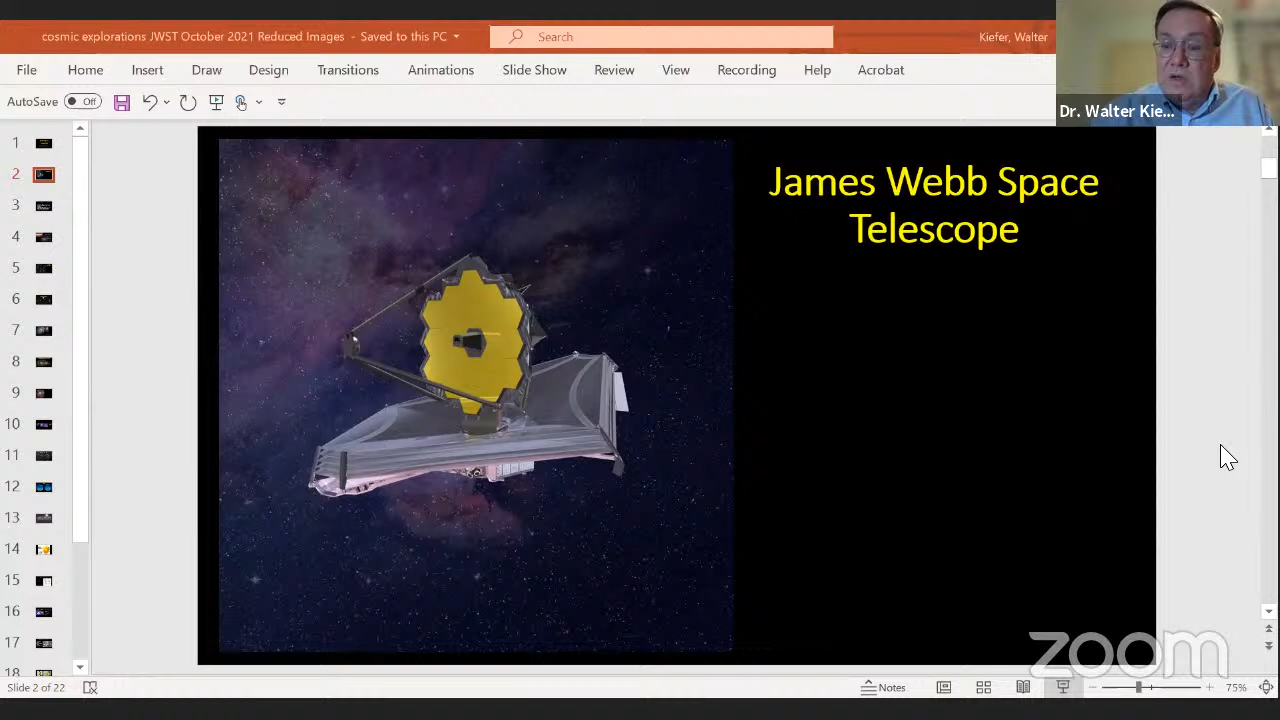 cosmic explorations JWST October 2021 Reduced Images - Saved to this PC
Search
Kiefer, Walter
File Home Insert Draw Design Slide Show Transitions Animations Review View Recording Help Acrobat
AutoSave Off
Dr. Walter Kie...
1
2
3
4
5
6
7
8
9
10
11
12
13
14
15
16
17
18
James Webb Space
Telescope
zoom
Slide 2 of 22
Notes
75%